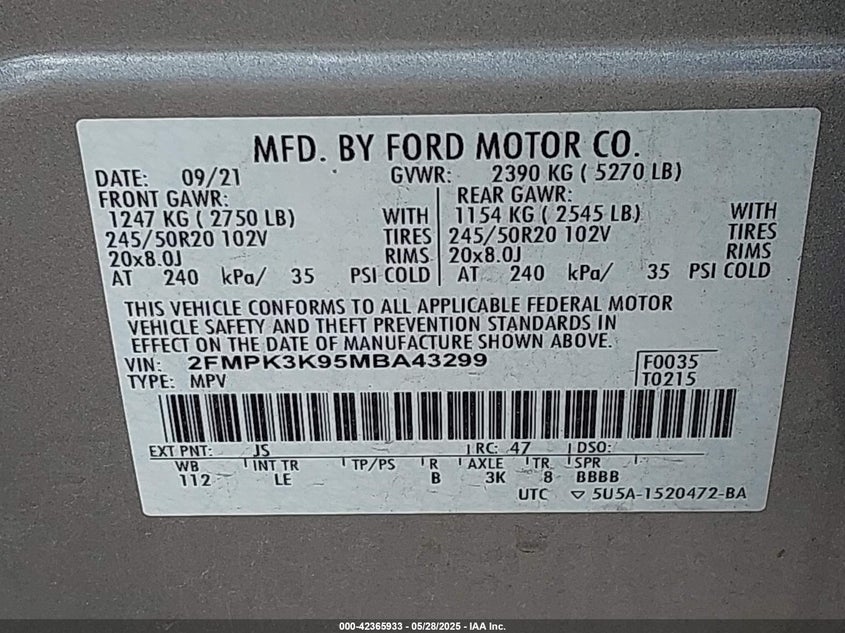 MFD. BY FORD MOTOR CO.
DATE: 09/21 GVWR: 2390 KG ( 5270 LB)
FRONT GAWR: REAR GAWR:
1247 KG ( 2750 LB) WITH 1154 KG ( 2545 LB) WITH
245/50R20 102V TIRES 245/50R20 102V TIRES
20x8.0J RIMS 20x8.0J RIMS
AT 240 kPa/ 35 PSI COLD AT 240 kPa/ 35 PSI COLD
THIS VEHICLE CONFORMS TO ALL APPLICABLE FEDERAL MOTOR
VEHICLE SAFETY AND THEFT PREVENTION STANDARDS IN
EFFECT ON THE DATE OF MANUFACTURE SHOWN ABOVE.
VIN: 2FMPK3K95MBA43299 F0035
TYPE: MPV T0215
EXT PNT: JS RC: 47 DSO:
WB INT TR TP/PS R AXLE TR SPR
112 LE B 3K 8 BBBB
UTC ▽ 5U5A-1520472-BA
000-42365933 - 05/28/2025 - IAA Inc.